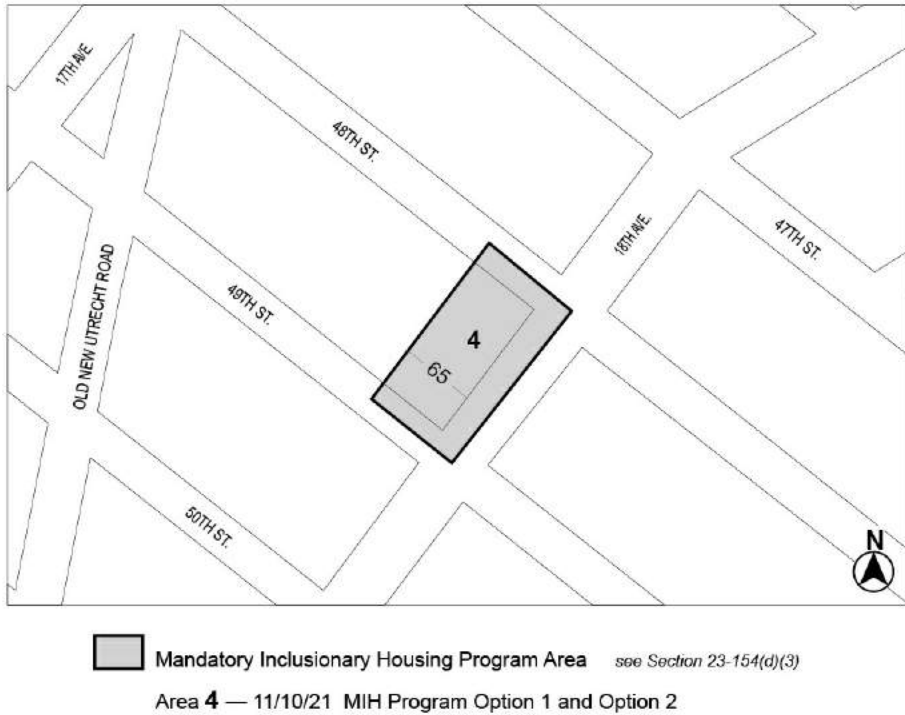 17TH AVE.
48TH ST.
18TH AVE.
47TH ST.
OLD NEW UTRECHT ROAD
49TH ST.
4
65
50TH ST.
N
Mandatory Inclusionary Housing Program Area see Section 23-154(d)(3)
Area 4 — 11/10/21 MIH Program Option 1 and Option 2